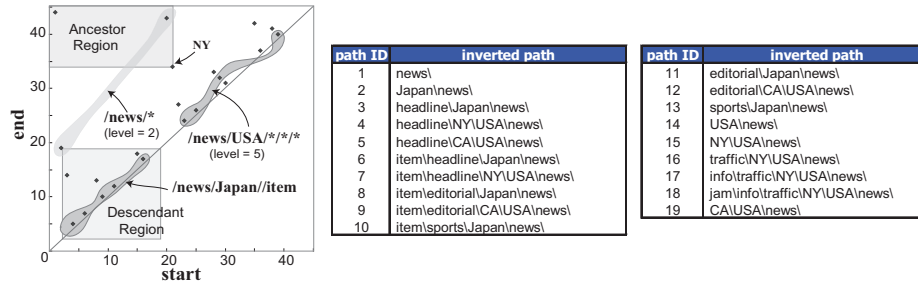 40
30
20
10
0
end
0
10
20
30
40
start
Ancestor
Region
NY
/news/*
(level = 2)
/news/USA/*/*/*
(level = 5)
/news/Japan//item
Descendant
Region
path ID inverted path
1 news\
2 Japan\news\
3 headline\Japan\news\
4 headline\NY\USA\news\
5 headline\CA\USA\news\
6 item\headline\Japan\news\
7 item\headline\NY\USA\news\
8 item\editorial\Japan\news\
9 item\editorial\CA\USA\news\
10 item\sports\Japan\news\
path ID inverted path
11 editorial\Japan\news\
12 editorial\CA\USA\news\
13 sports\Japan\news\
14 USA\news\
15 NY\USA\news\
16 traffic\NY\USA\news\
17 info\traffic\NY\USA\news\
18 jam\info\traffic\NY\USA\news\
19 CA\USA\news\